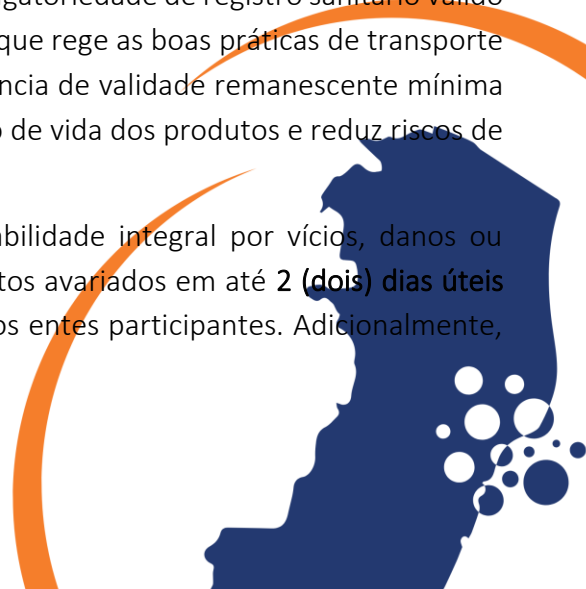 gatoriedade de registro sanitário válido
que rege as boas práticas de transporte
ncia de validade remanescente mínima
o de vida dos produtos e reduz riscos de
abilidade integral por vícios, danos ou
tos avariados em até 2 (dois) dias úteis
os entes participantes. Adicionalmente,